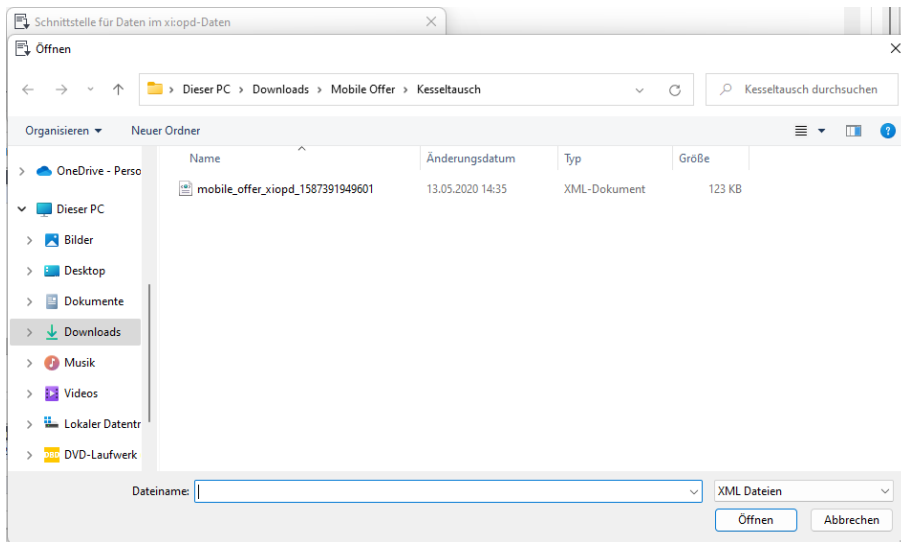 Schnittstelle für Daten im xi:opd-Daten
Öffnen
Dieser PC > Downloads > Mobile Offer > Kesseltausch
Kesseltausch durchsuchen
Organisieren
Neuer Ordner
Name Änderungsdatum Typ Größe
mobile_offer_xiopd_1587391949601 13.05.2020 14:35 XML-Dokument 123 KB
OneDrive - Perso
Dieser PC
Bilder
Desktop
Dokumente
Downloads
Musik
Videos
Lokaler Datentr
DVD-Laufwerk
Dateiname:
XML Dateien
Öffnen
Abbrechen